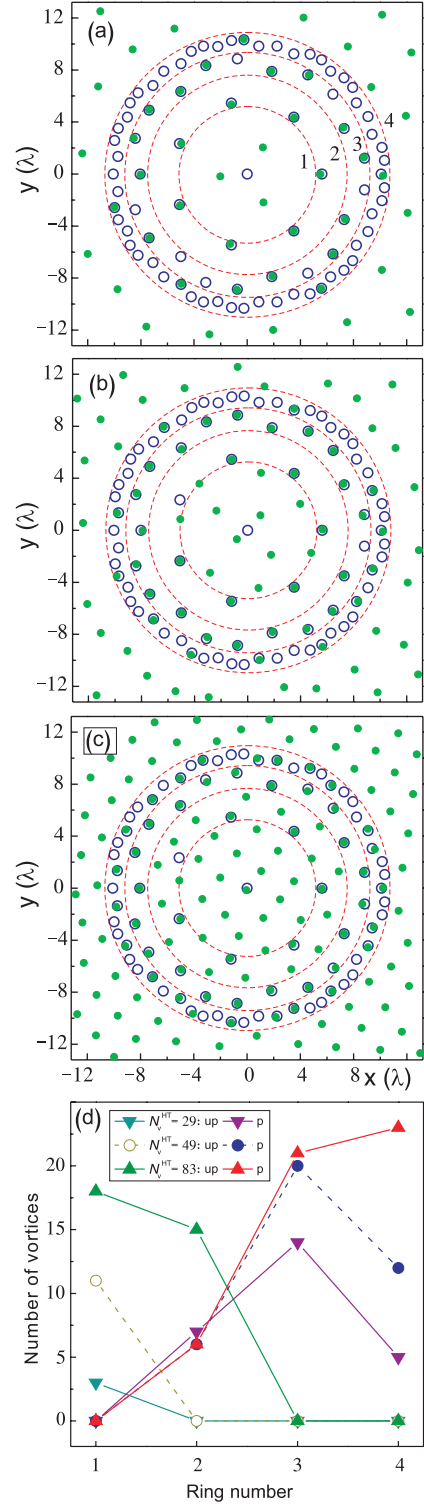 (a)
12
8
4
0
−4
−8
−12
y (λ)
1
2
3
4
(b)
12
8
4
0
−4
−8
−12
y (λ)
(c)
12
8
4
0
−4
−8
−12
y (λ)
−12 −8 −4 0 4 8
x (λ)
(d)
N_v^HT = 29: up p
N_v^HT = 49: up p
N_v^HT = 83: up p
20
15
10
5
0
Number of vortices
1 2 3 4
Ring number